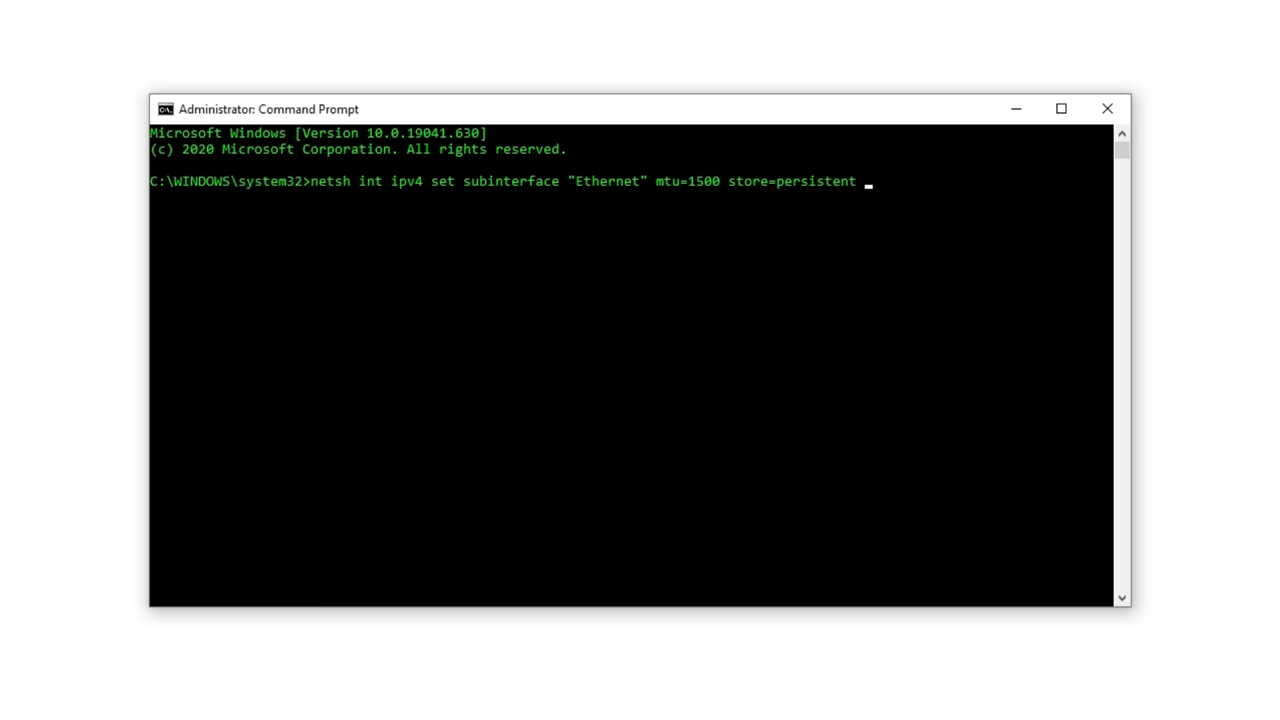 Administrator: Command Prompt
Microsoft Windows [Version 10.0.19041.630]
(c) 2020 Microsoft Corporation. All rights reserved.
C:\WINDOWS\system32>netsh int ipv4 set subinterface "Ethernet" mtu=1500 store=persistent